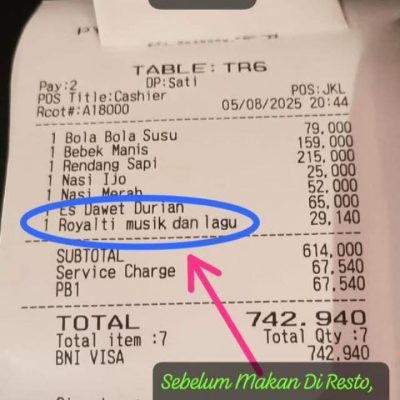 TABLE: TR6
Pay:2 OP:Sati
POS Title:Cashier POS:JKL
Rcot#:A18000 05/08/2025 20:44
1 Bola Bola Susu 79,000
1 Bebek Manis 159,000
1 Rendang Sapi 215,000
1 Nasi Ijo 25,000
1 Nasi Merah 52,000
1 Es Dawet Durian 65,000
1 Royalti musik dan lagu 29,140
SUBTOTAL 614,000
Service Charge 67.540
PB1 67.540
TOTAL 742.940
Total item :7 Total Qty :7
BNI VISA 742,940
Sebelum Makan Di Resto,